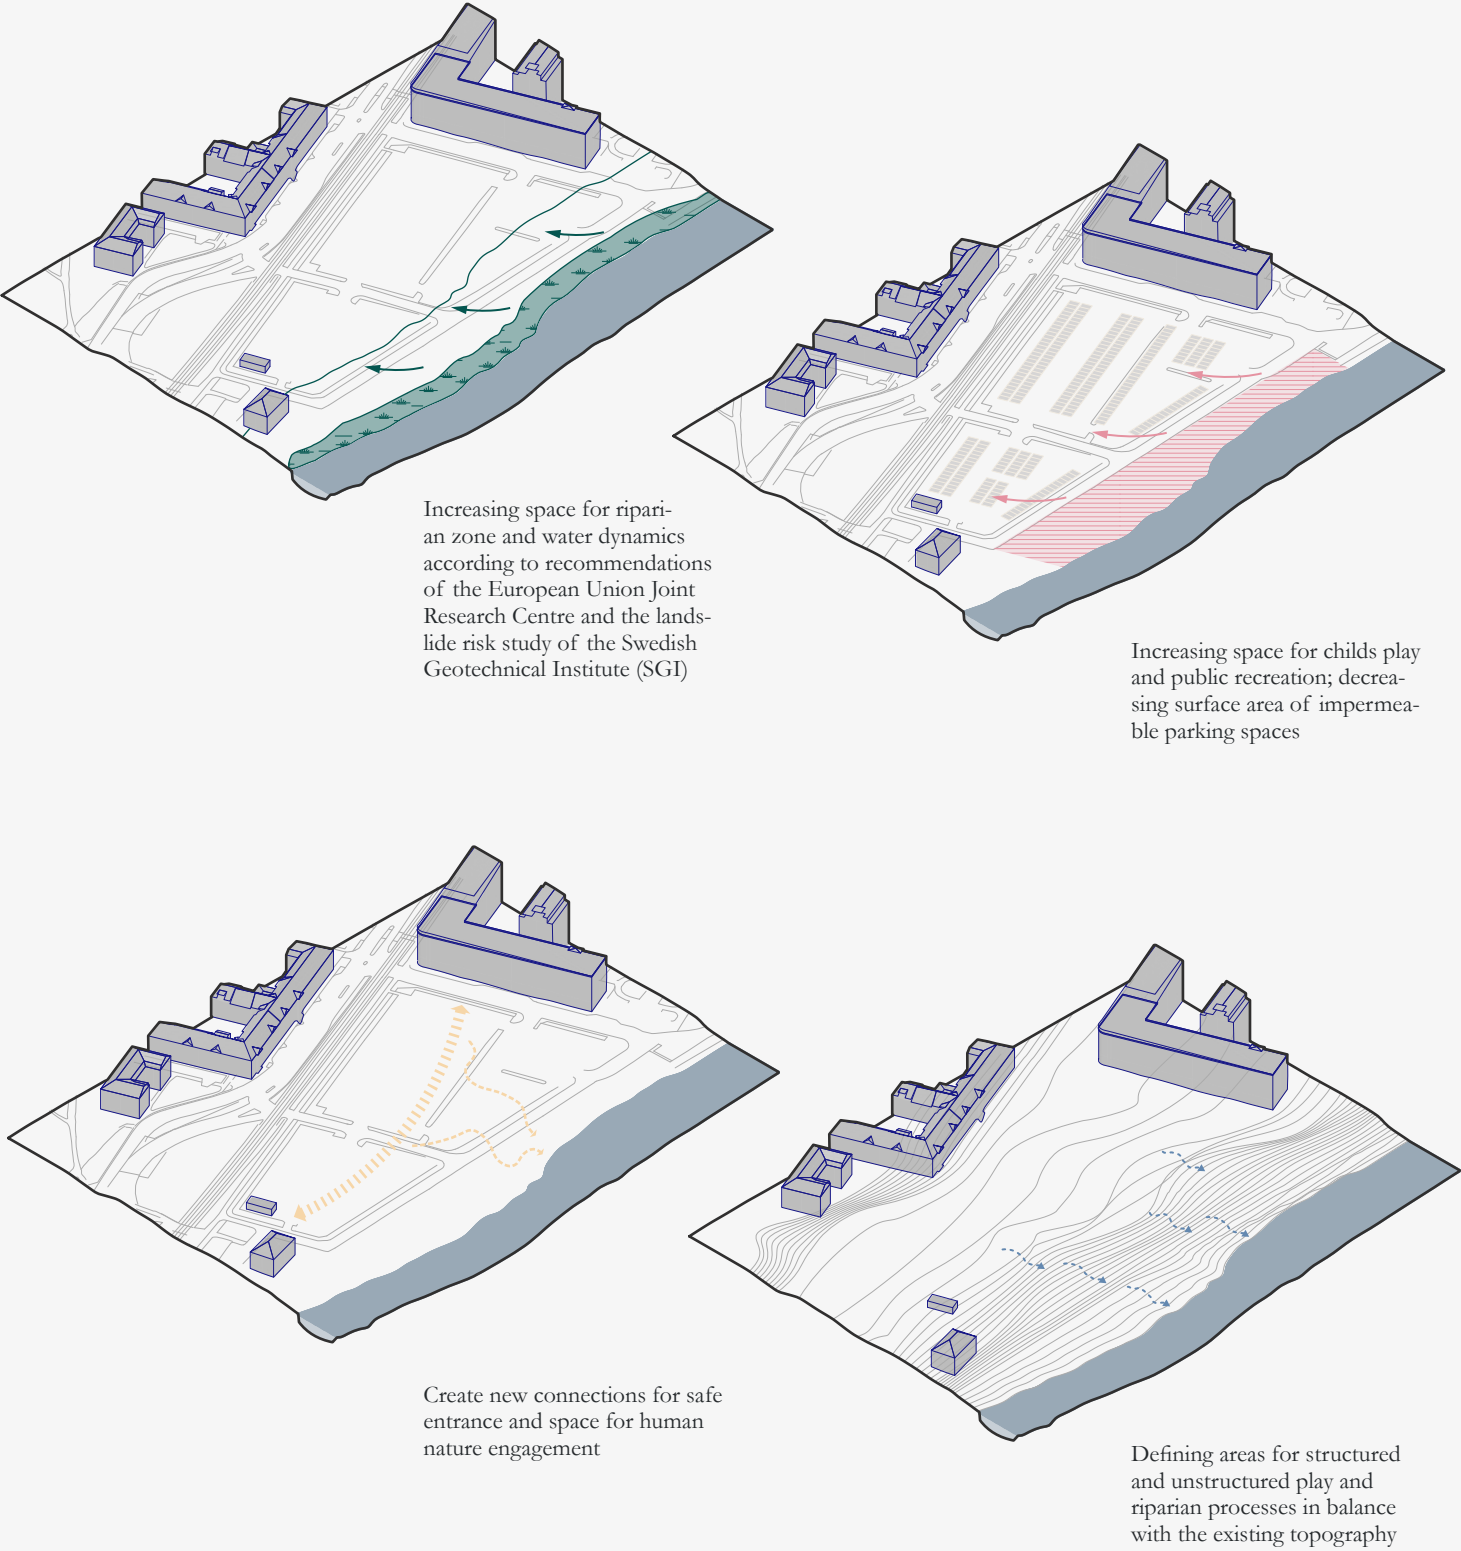 Increasing space for ripari-
an zone and water dynamics
according to recommendations
of the European Union Joint
Research Centre and the lands-
lide risk study of the Swedish
Geotechnical Institute (SGI)
Increasing space for childs play
and public recreation; decrea-
sing surface area of impermea-
ble parking spaces
Create new connections for safe
entrance and space for human
nature engagement
Defining areas for structured
and unstructured play and
riparian processes in balance
with the existing topography